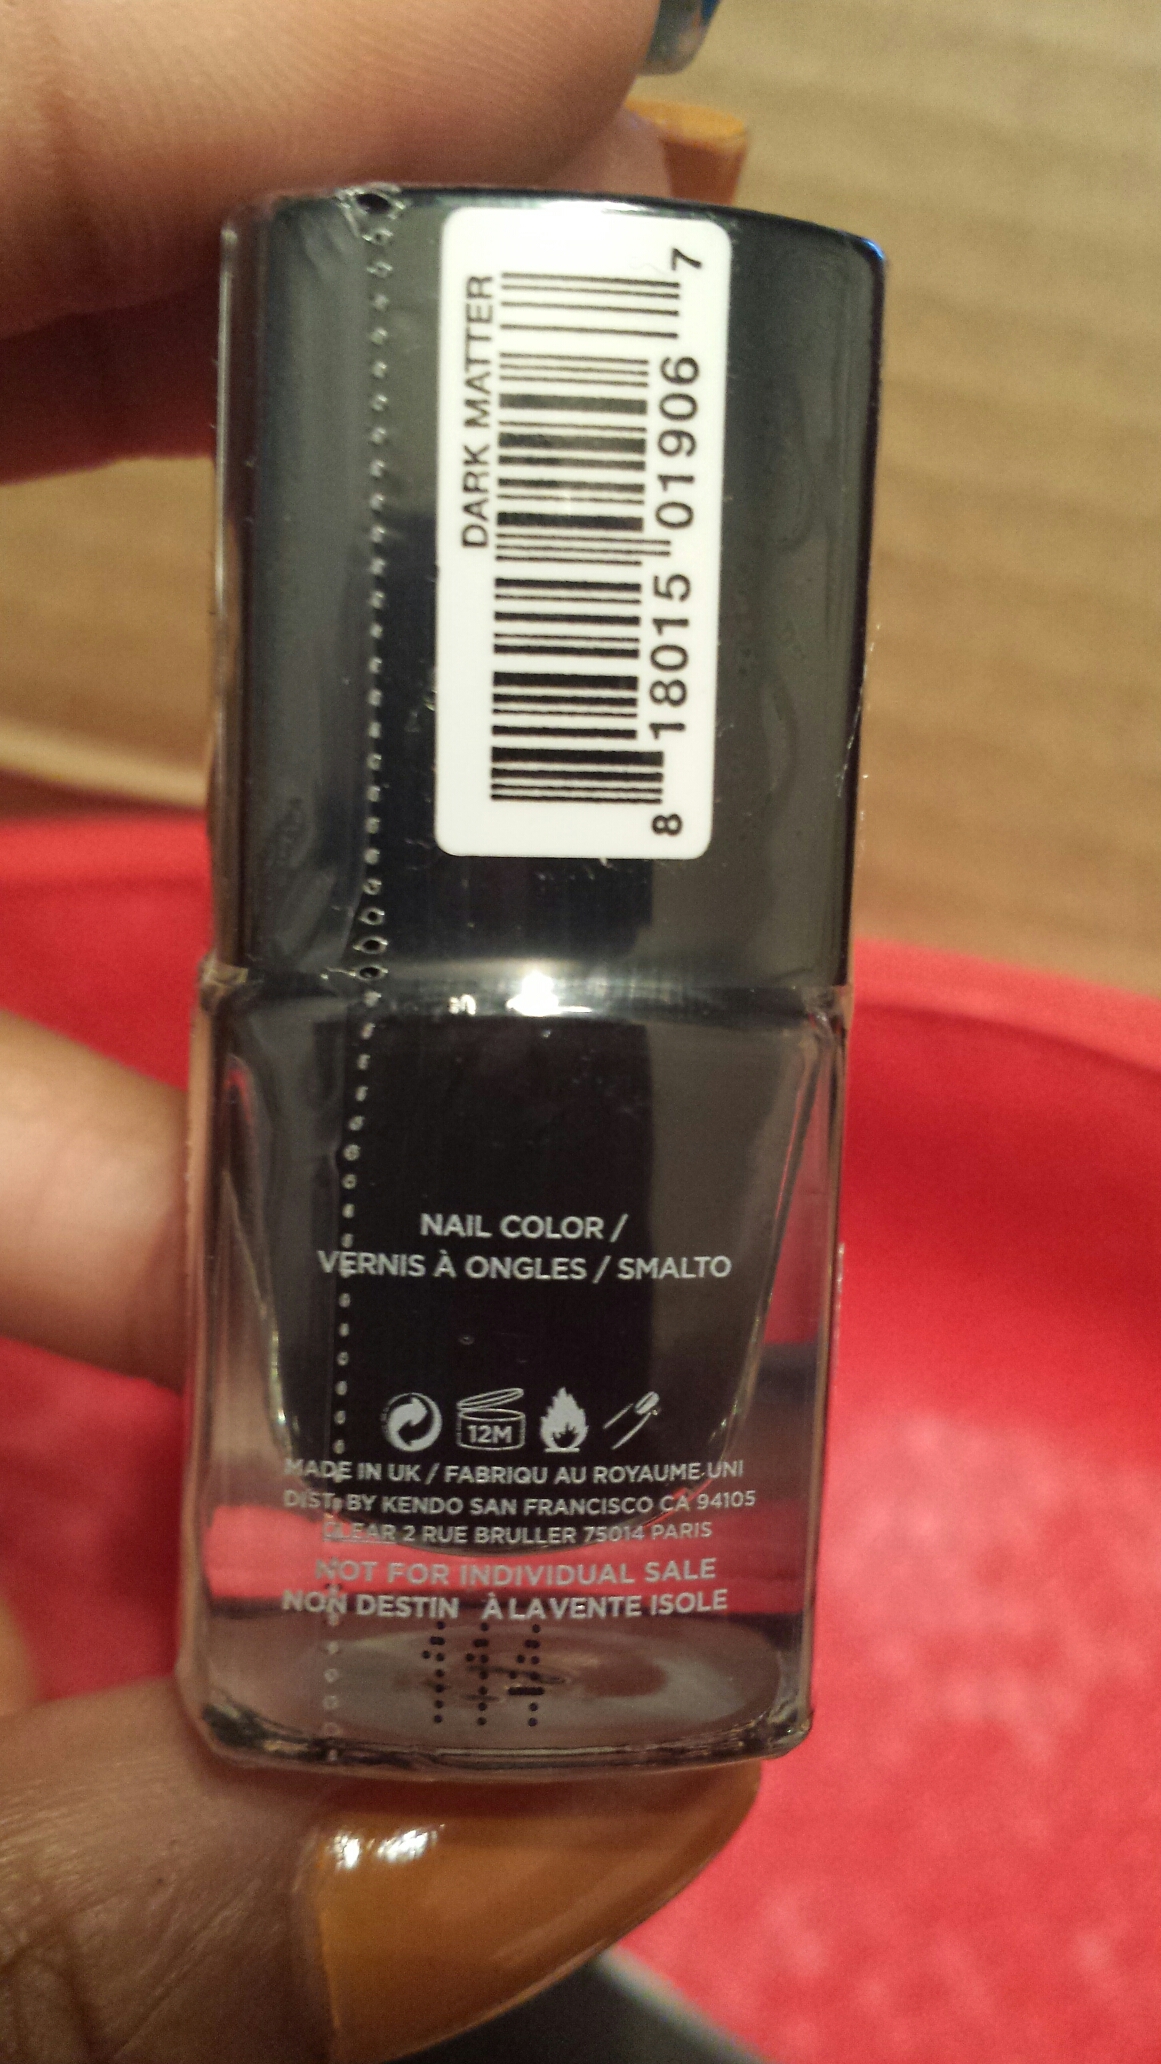 DARK MATTER
8 18015 01906 7
NAIL COLOR /
VERNIS À ONGLES / SMALTO
12M
MADE IN UK / FABRIQU AU ROYAUME-UNI
DIST. BY KENDO SAN FRANCISCO CA 94105
CLEAR 2 RUE BRULLER 75014 PARIS
NOT FOR INDIVIDUAL SALE
NON DESTIN À LA VENTE ISOLE